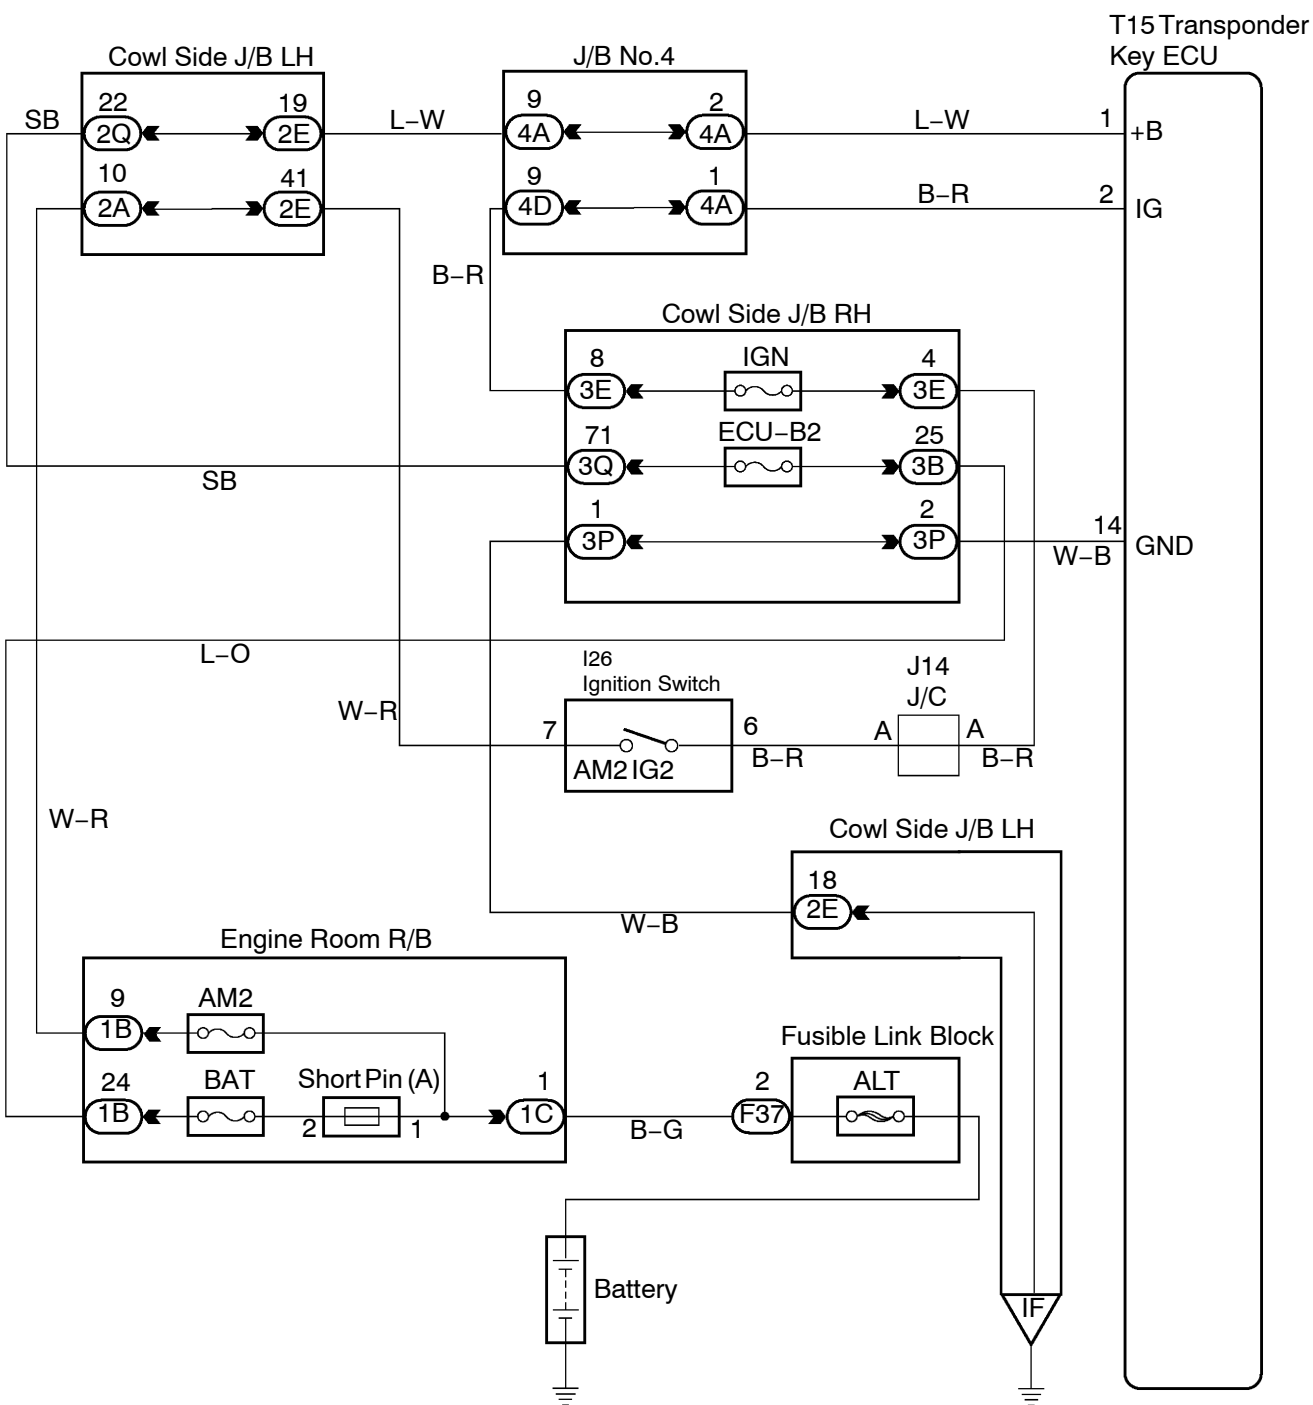 T15 Transponder
Key ECU
Cowl Side J/B LH
J/B No.4
SB
22
2Q
19
2E
L−W
9
4A
2
4A
L−W
1
+B
10
2A
41
2E
9
4D
1
4A
B−R
2
IG
B−R
Cowl Side J/B RH
8
3E
IGN
4
3E
71
3Q
ECU−B2
25
3B
SB
1
3P
2
3P
14
GND
W−B
L−O
I26
Ignition Switch
J14
J/C
W−R
7
AM2 IG2
6
B−R
A
A
B−R
W−R
Cowl Side J/B LH
18
2E
W−B
Engine Room R/B
9
1B
AM2
24
1B
BAT
Short Pin (A)
2
1
1
1C
B−G
Fusible Link Block
2
F37
ALT
Battery
IF